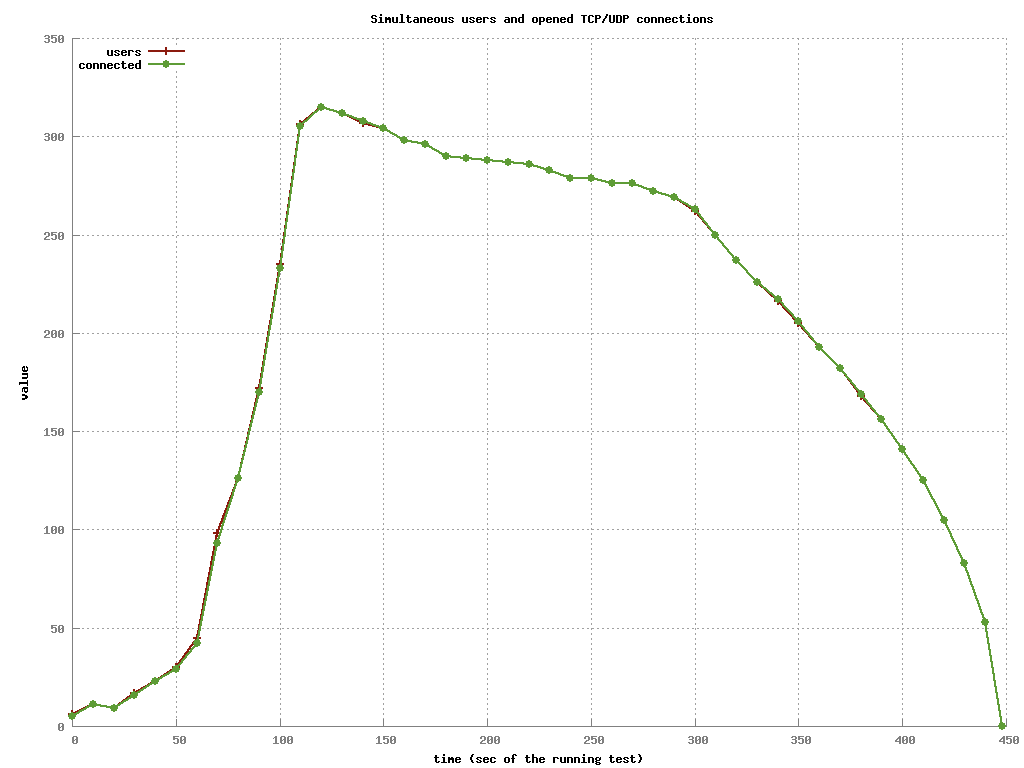 Simultaneous users and opened TCP/UDP connections
350
users
connected
300
250
200
value
150
100
50
0
0 50 100 150 200 250 300 350 400 450
time (sec of the running test)